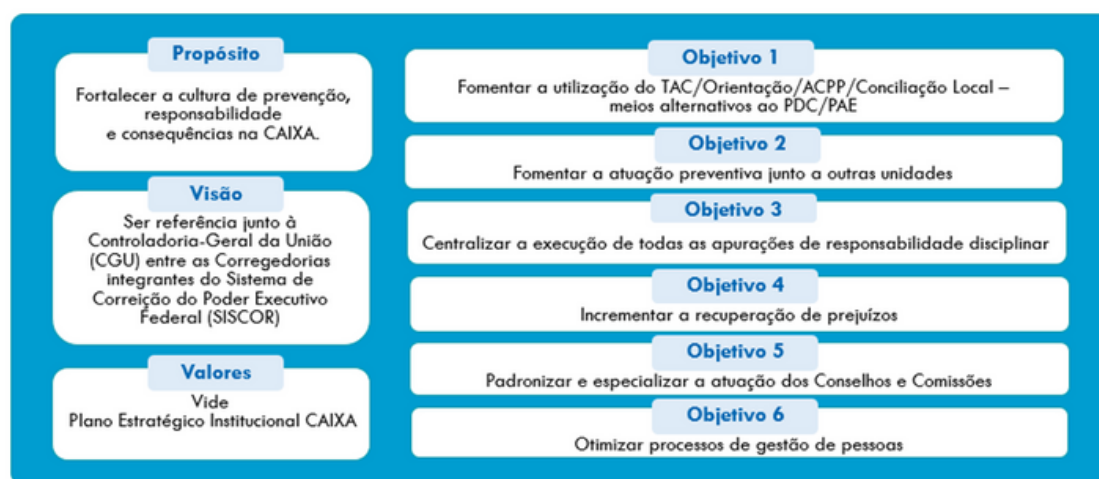 Propósito
Fortalecer a cultura de prevenção,
responsabilidade
e consequências na CAIXA.
Visão
Ser referência junto à
Controladoria-Geral da União
(CGU) entre as Corregedorias
integrantes do Sistema de
Correição do Poder Executivo
Federal (SISCOR)
Valores
Vide
Plano Estratégico Institucional CAIXA
Objetivo 1
Fomentar a utilização do TAC/Orientação/ACPP/Conciliação Local –
meios alternativos ao PDC/PAE
Objetivo 2
Fomentar a atuação preventiva junto a outras unidades
Objetivo 3
Centralizar a execução de todas as apurações de responsabilidade disciplinar
Objetivo 4
Incrementar a recuperação de prejuízos
Objetivo 5
Padronizar e especializar a atuação dos Conselhos e Comissões
Objetivo 6
Otimizar processos de gestão de pessoas